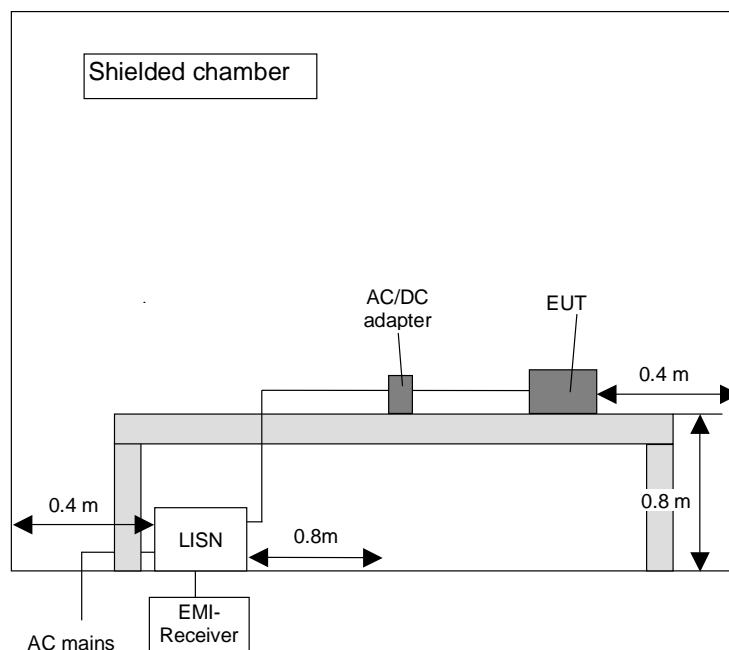 Shielded chamber
AC/DC
adapter
EUT
0.4 m
0.8 m
0.4 m
LISN
0.8m
EMI-
Receiver
AC mains